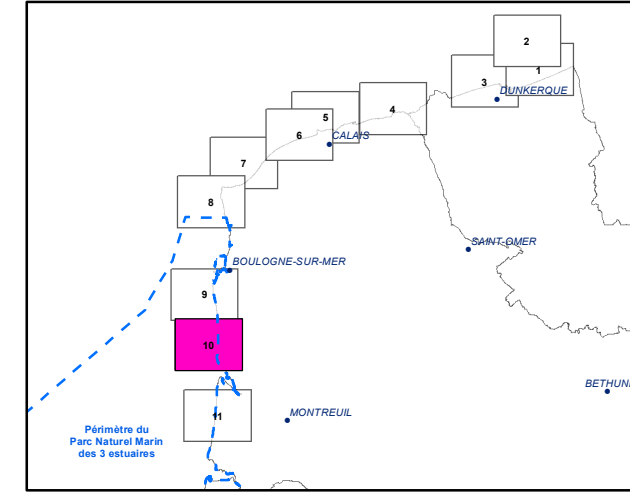 2
1
3
DUNKERQUE
4
5
6
CALAIS
7
8
SAINT-OMER
BOULOGNE-SUR-MER
9
10
BETHUN
11
MONTREUIL
Périmètre du
Parc Naturel Marin
des 3 estuaires